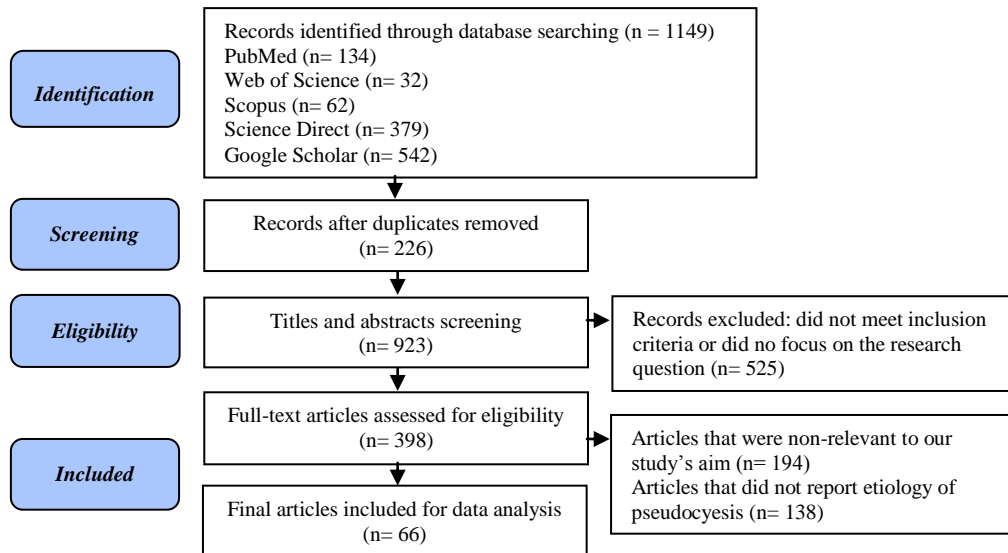 Identification
Records identified through database searching (n = 1149)
PubMed (n= 134)
Web of Science (n= 32)
Scopus (n= 62)
Science Direct (n= 379)
Google Scholar (n= 542)
Screening
Records after duplicates removed
(n= 226)
Eligibility
Titles and abstracts screening
(n= 923)
Records excluded: did not meet inclusion
criteria or did no focus on the research
question (n= 525)
Included
Full-text articles assessed for eligibility
(n= 398)
Articles that were non-relevant to our
study’s aim (n= 194)
Articles that did not report etiology of
pseudocyesis (n= 138)
Final articles included for data analysis
(n= 66)